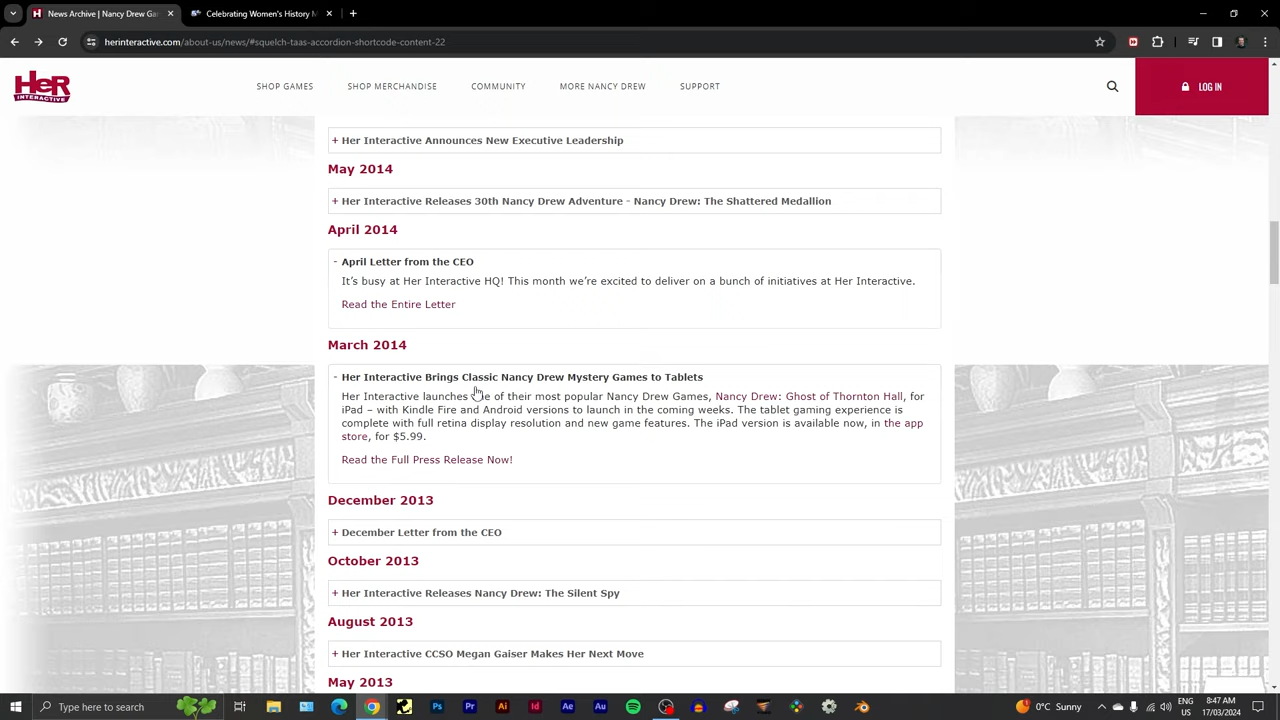 News | Nancy Drew Ga
Celebrating Women's History M
herinteractive.com/about-us/news/#squelch-taas-accordion-shortcode-content-22
HeR
INTERACTIVE
SHOP GAMES
SHOP MERCHANDISE
COMMUNITY
MORE NANCY DREW
SUPPORT
LOG IN
+ Her Interactive Announces New Executive Leadership
May 2014
+ Her Interactive Releases 30th Nancy Drew Adventure - Nancy Drew: The Shattered Medallion
April 2014
- April Letter from the CEO
It's busy at Her Interactive HQ! This month we're excited to deliver on a bunch of initiatives at Her Interactive.
Read the Entire Letter
March 2014
- Her Interactive Brings Classic Nancy Drew Mystery Games to Tablets
Her Interactive launches of their most popular Nancy Drew Games, Nancy Drew: Ghost of Thornton Hall, for
iPad – with Kindle Fire and Android versions to launch in the coming weeks. The tablet gaming experience is
complete with full retina display resolution and new game features. The iPad version is available now, in the app
store, for $5.99.
Read the Full Press Release Now!
December 2013
+ December Letter from the CEO
October 2013
+ Her Interactive Releases Nancy Drew: The Silent Spy
August 2013
+ Her Interactive CCSO Megan Gaiser Makes Her Next Move
May 2013
Type here to search
0°C Sunny
ENG
US
8:47 AM
17/03/2024